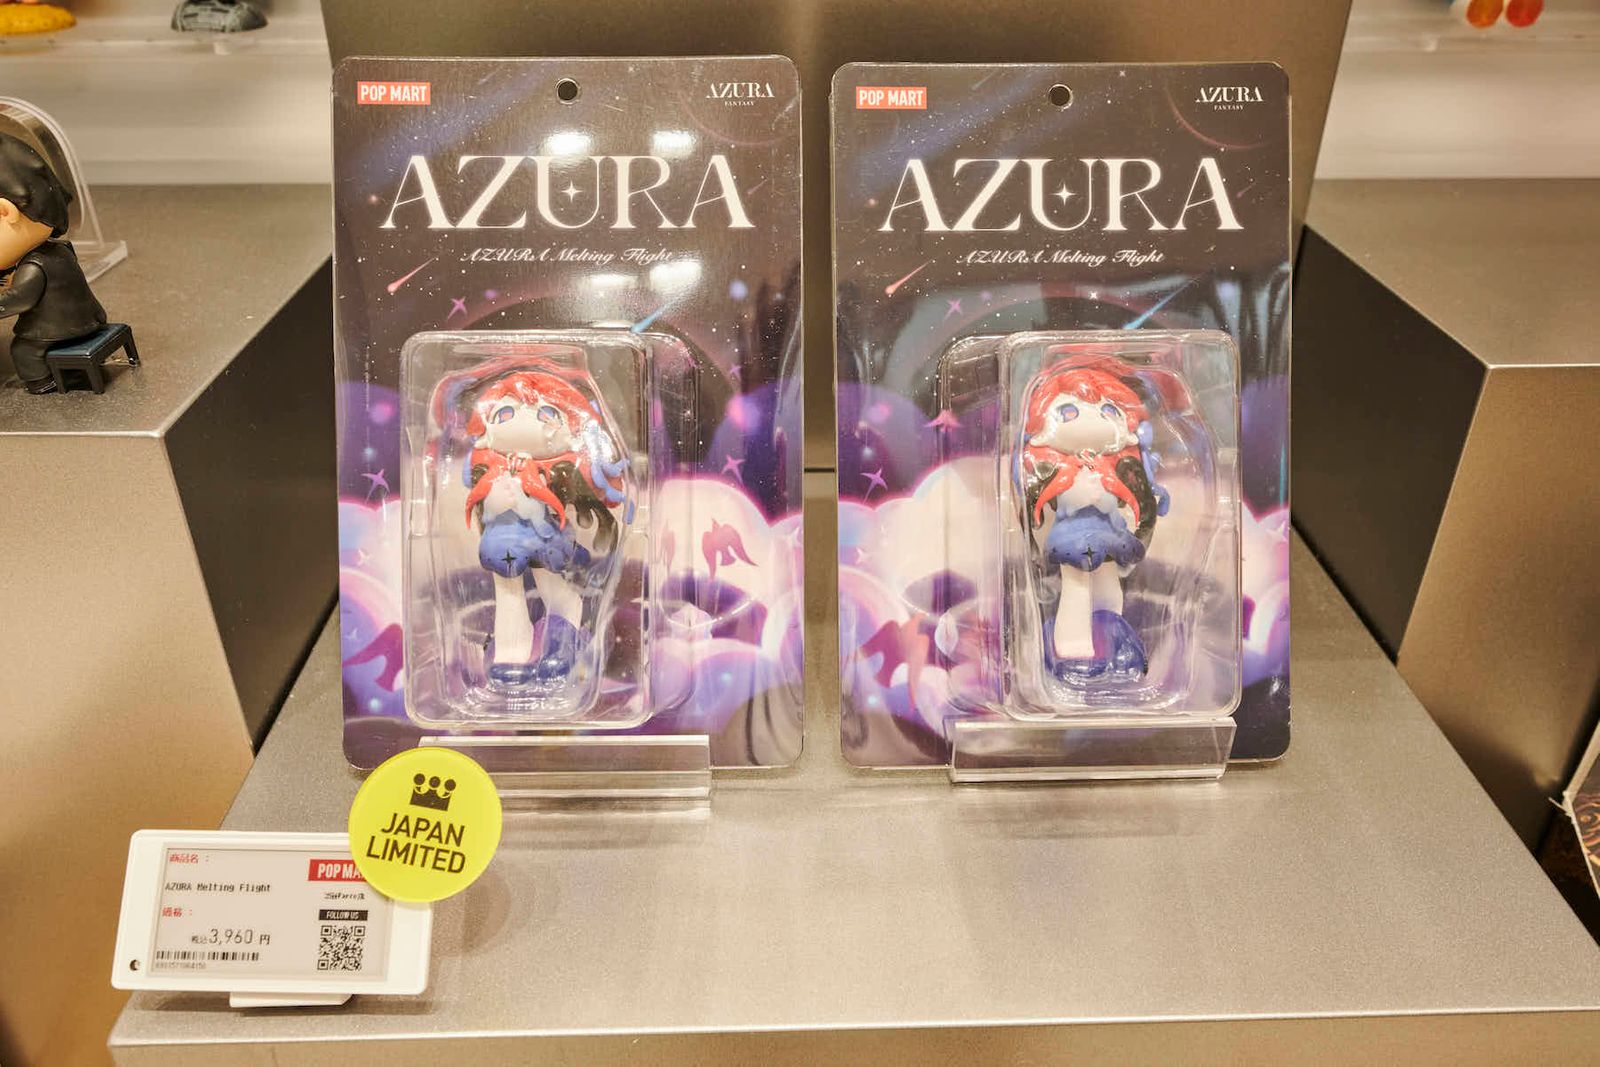 POP MART
AZURA
FANTASY
AZURA
AZURA Melting Flight
POP MART
AZURA
FANTASY
AZURA
AZURA Melting Flight
JAPAN
LIMITED
商品名：
POP MA
AZURA Melting Flight
価格：
FOLLOW US
税込3,960 円